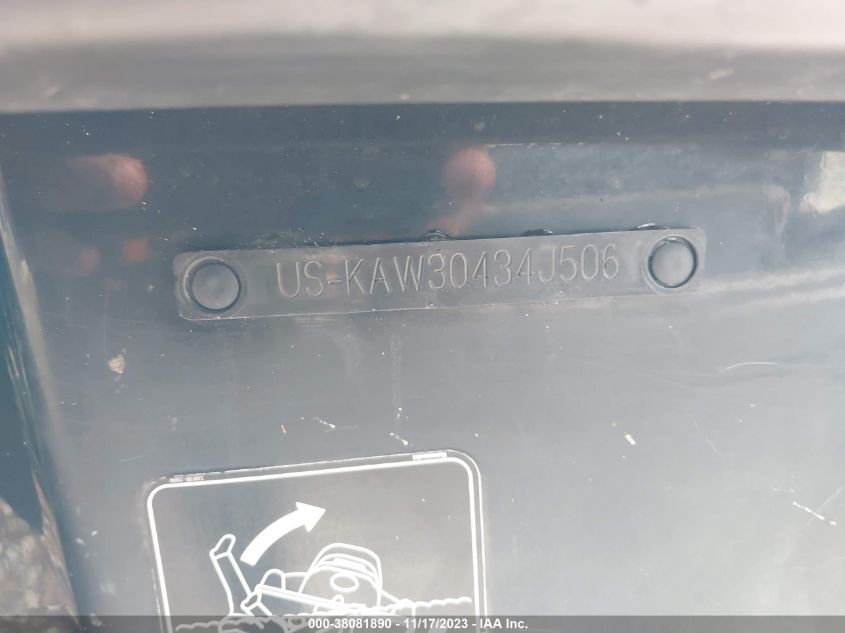 US-KAW30434J506
000-38081890 - 11/17/2023 - IAA Inc.